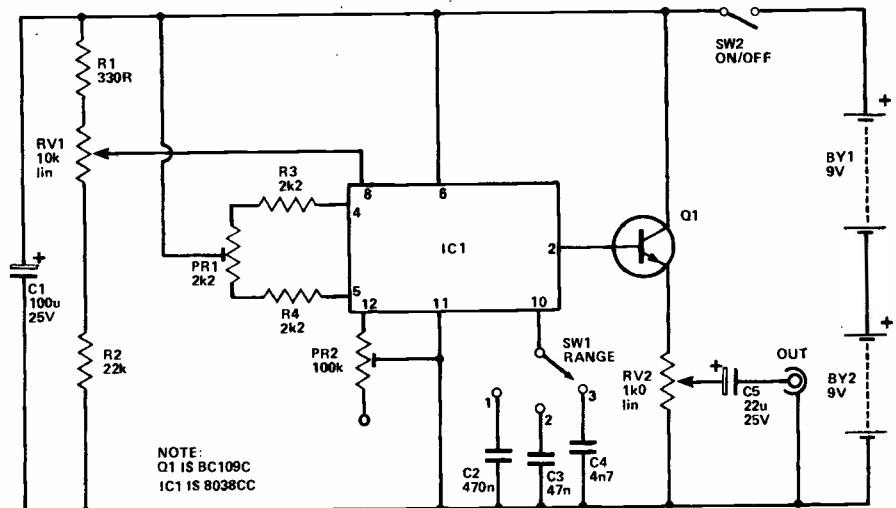 R1
330R
RV1
10k
lin
C1
100u
25V
+
R2
22k
PR1
2k2
R3
2k2
R4
2k2
PR2
100k
IC1
8
6
4
5
12
11
10
2
Q1
SW1
RANGE
1
2
3
C2
470n
C3
47n
C4
4n7
RV2
1k0
lin
+
C5
22u
25V
OUT
SW2
ON/OFF
+
BY1
9V
+
BY2
9V
NOTE:
Q1 IS BC109C
IC1 IS 8038CC